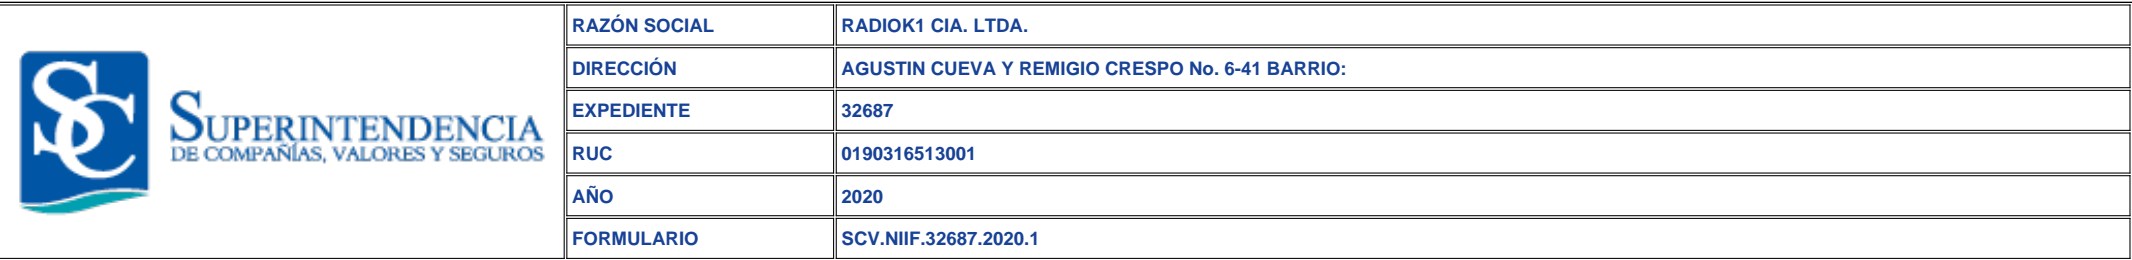 SC
SUPERINTENDENCIA
DE COMPAÑÍAS, VALORES Y SEGUROS
RAZÓN SOCIAL RADIOK1 CIA. LTDA.
DIRECCIÓN AGUSTIN CUEVA Y REMIGIO CRESPO No. 6-41 BARRIO:
EXPEDIENTE 32687
RUC 0190316513001
AÑO 2020
FORMULARIO SCV.NIIF.32687.2020.1